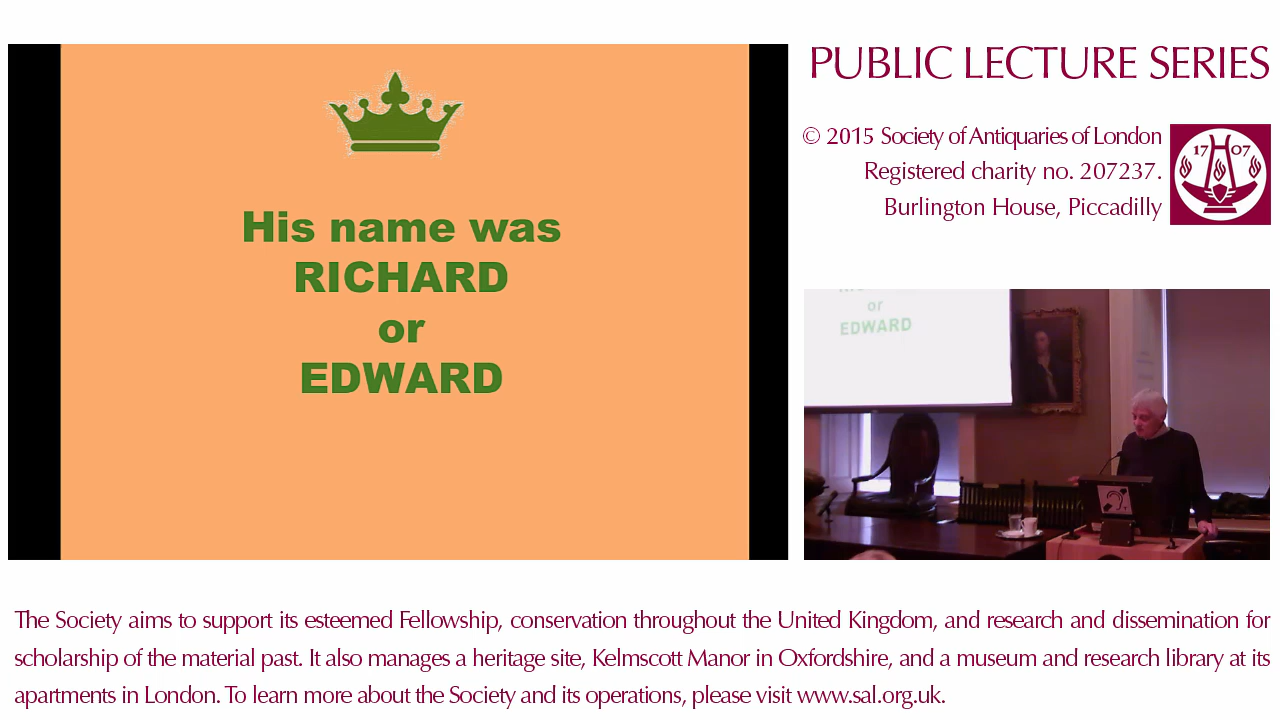 PUBLIC LECTURE SERIES
© 2015 Society of Antiquaries of London
Registered charity no. 207237.
Burlington House, Piccadilly
17 07
His name was
RICHARD
or
EDWARD
or
EDWARD
The Society aims to support its esteemed Fellowship, conservation throughout the United Kingdom, and research and dissemination for
scholarship of the material past. It also manages a heritage site, Kelmscott Manor in Oxfordshire, and a museum and research library at its
apartments in London. To learn more about the Society and its operations, please visit www.sal.org.uk.